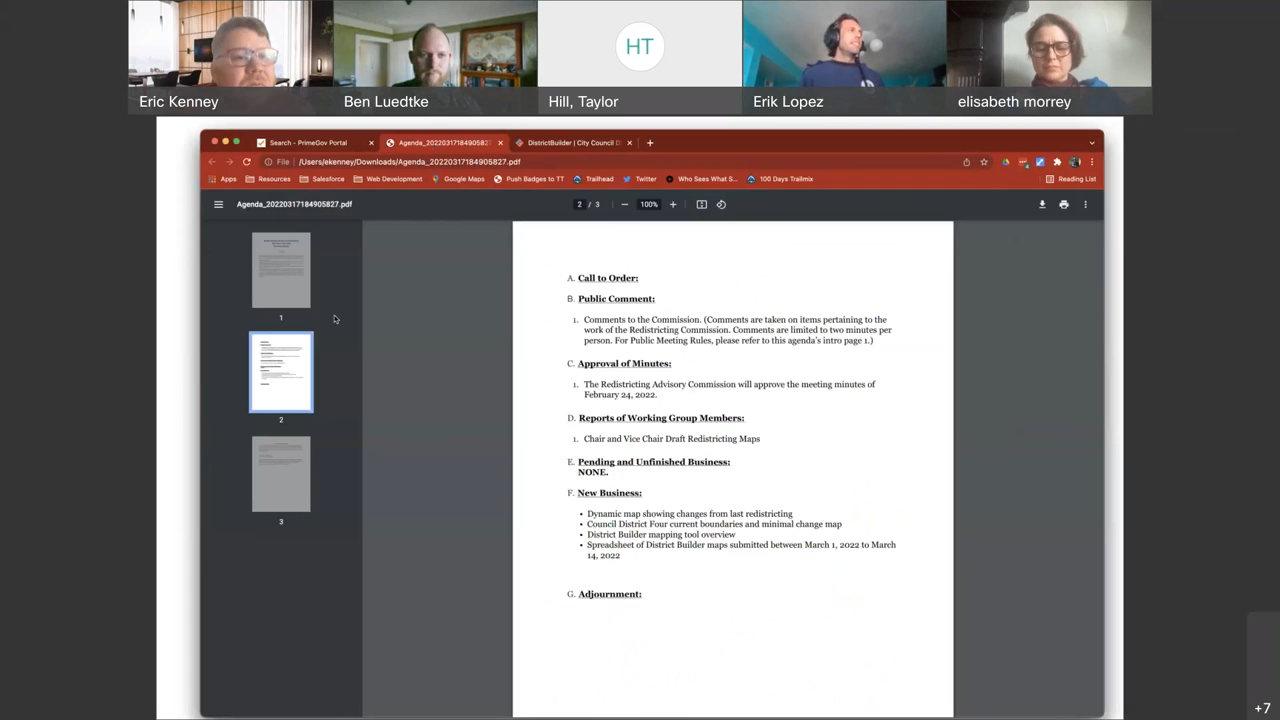 HT
Eric Kenney
Ben Luedtke
Hill, Taylor
Erik Lopez
elisabeth morrey
Search - PrimeGov Portal
Agenda_20220317184905827.pdf
DistrictBuilder | City Council D
File /Users/ekenney/Downloads/Agenda_20220317184905827.pdf
Apps Resources Salesforce Web Development Google Maps Push Badges to TT Trailhead Twitter Who Sees What S... 100 Days Trailmix Reading List
Agenda_20220317184905827.pdf
2 / 3
100%
1
2
3
A. Call to Order:
B. Public Comment:
1. Comments to the Commission. (Comments are taken on items pertaining to the
work of the Redistricting Commission. Comments are limited to two minutes per
person. For Public Meeting Rules, please refer to this agenda's intro page 1.)
C. Approval of Minutes:
1. The Redistricting Advisory Commission will approve the meeting minutes of
February 24, 2022.
D. Reports of Working Group Members:
1. Chair and Vice Chair Draft Redistricting Maps
E. Pending and Unfinished Business:
NONE.
F. New Business:
• Dynamic map showing changes from last redistricting
• Council District Four current boundaries and minimal change map
• District Builder mapping tool overview
• Spreadsheet of District Builder maps submitted between March 1, 2022 to March
14, 2022
G. Adjournment:
+7